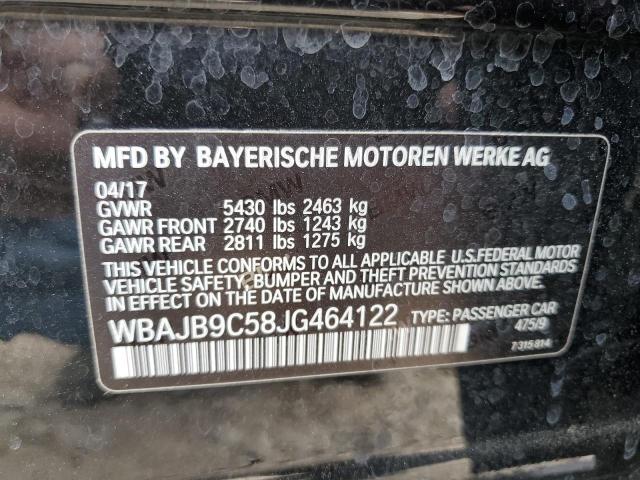 MFD BY BAYERISCHE MOTOREN WERKE AG
04/17
GVWR 5430 lbs 2463 kg
GAWR FRONT 2740 lbs 1243 kg
GAWR REAR 2811 lbs 1275 kg
THIS VEHICLE CONFORMS TO ALL APPLICABLE U.S.FEDERAL MOTOR
VEHICLE SAFETY, BUMPER AND THEFT PREVENTION STANDARDS
IN EFFECT ON THE DATE OF MANUFACTURE SHOWN ABOVE.
WBAJB9C58JG464122 TYPE: PASSENGER CAR
475/9
7 315 814